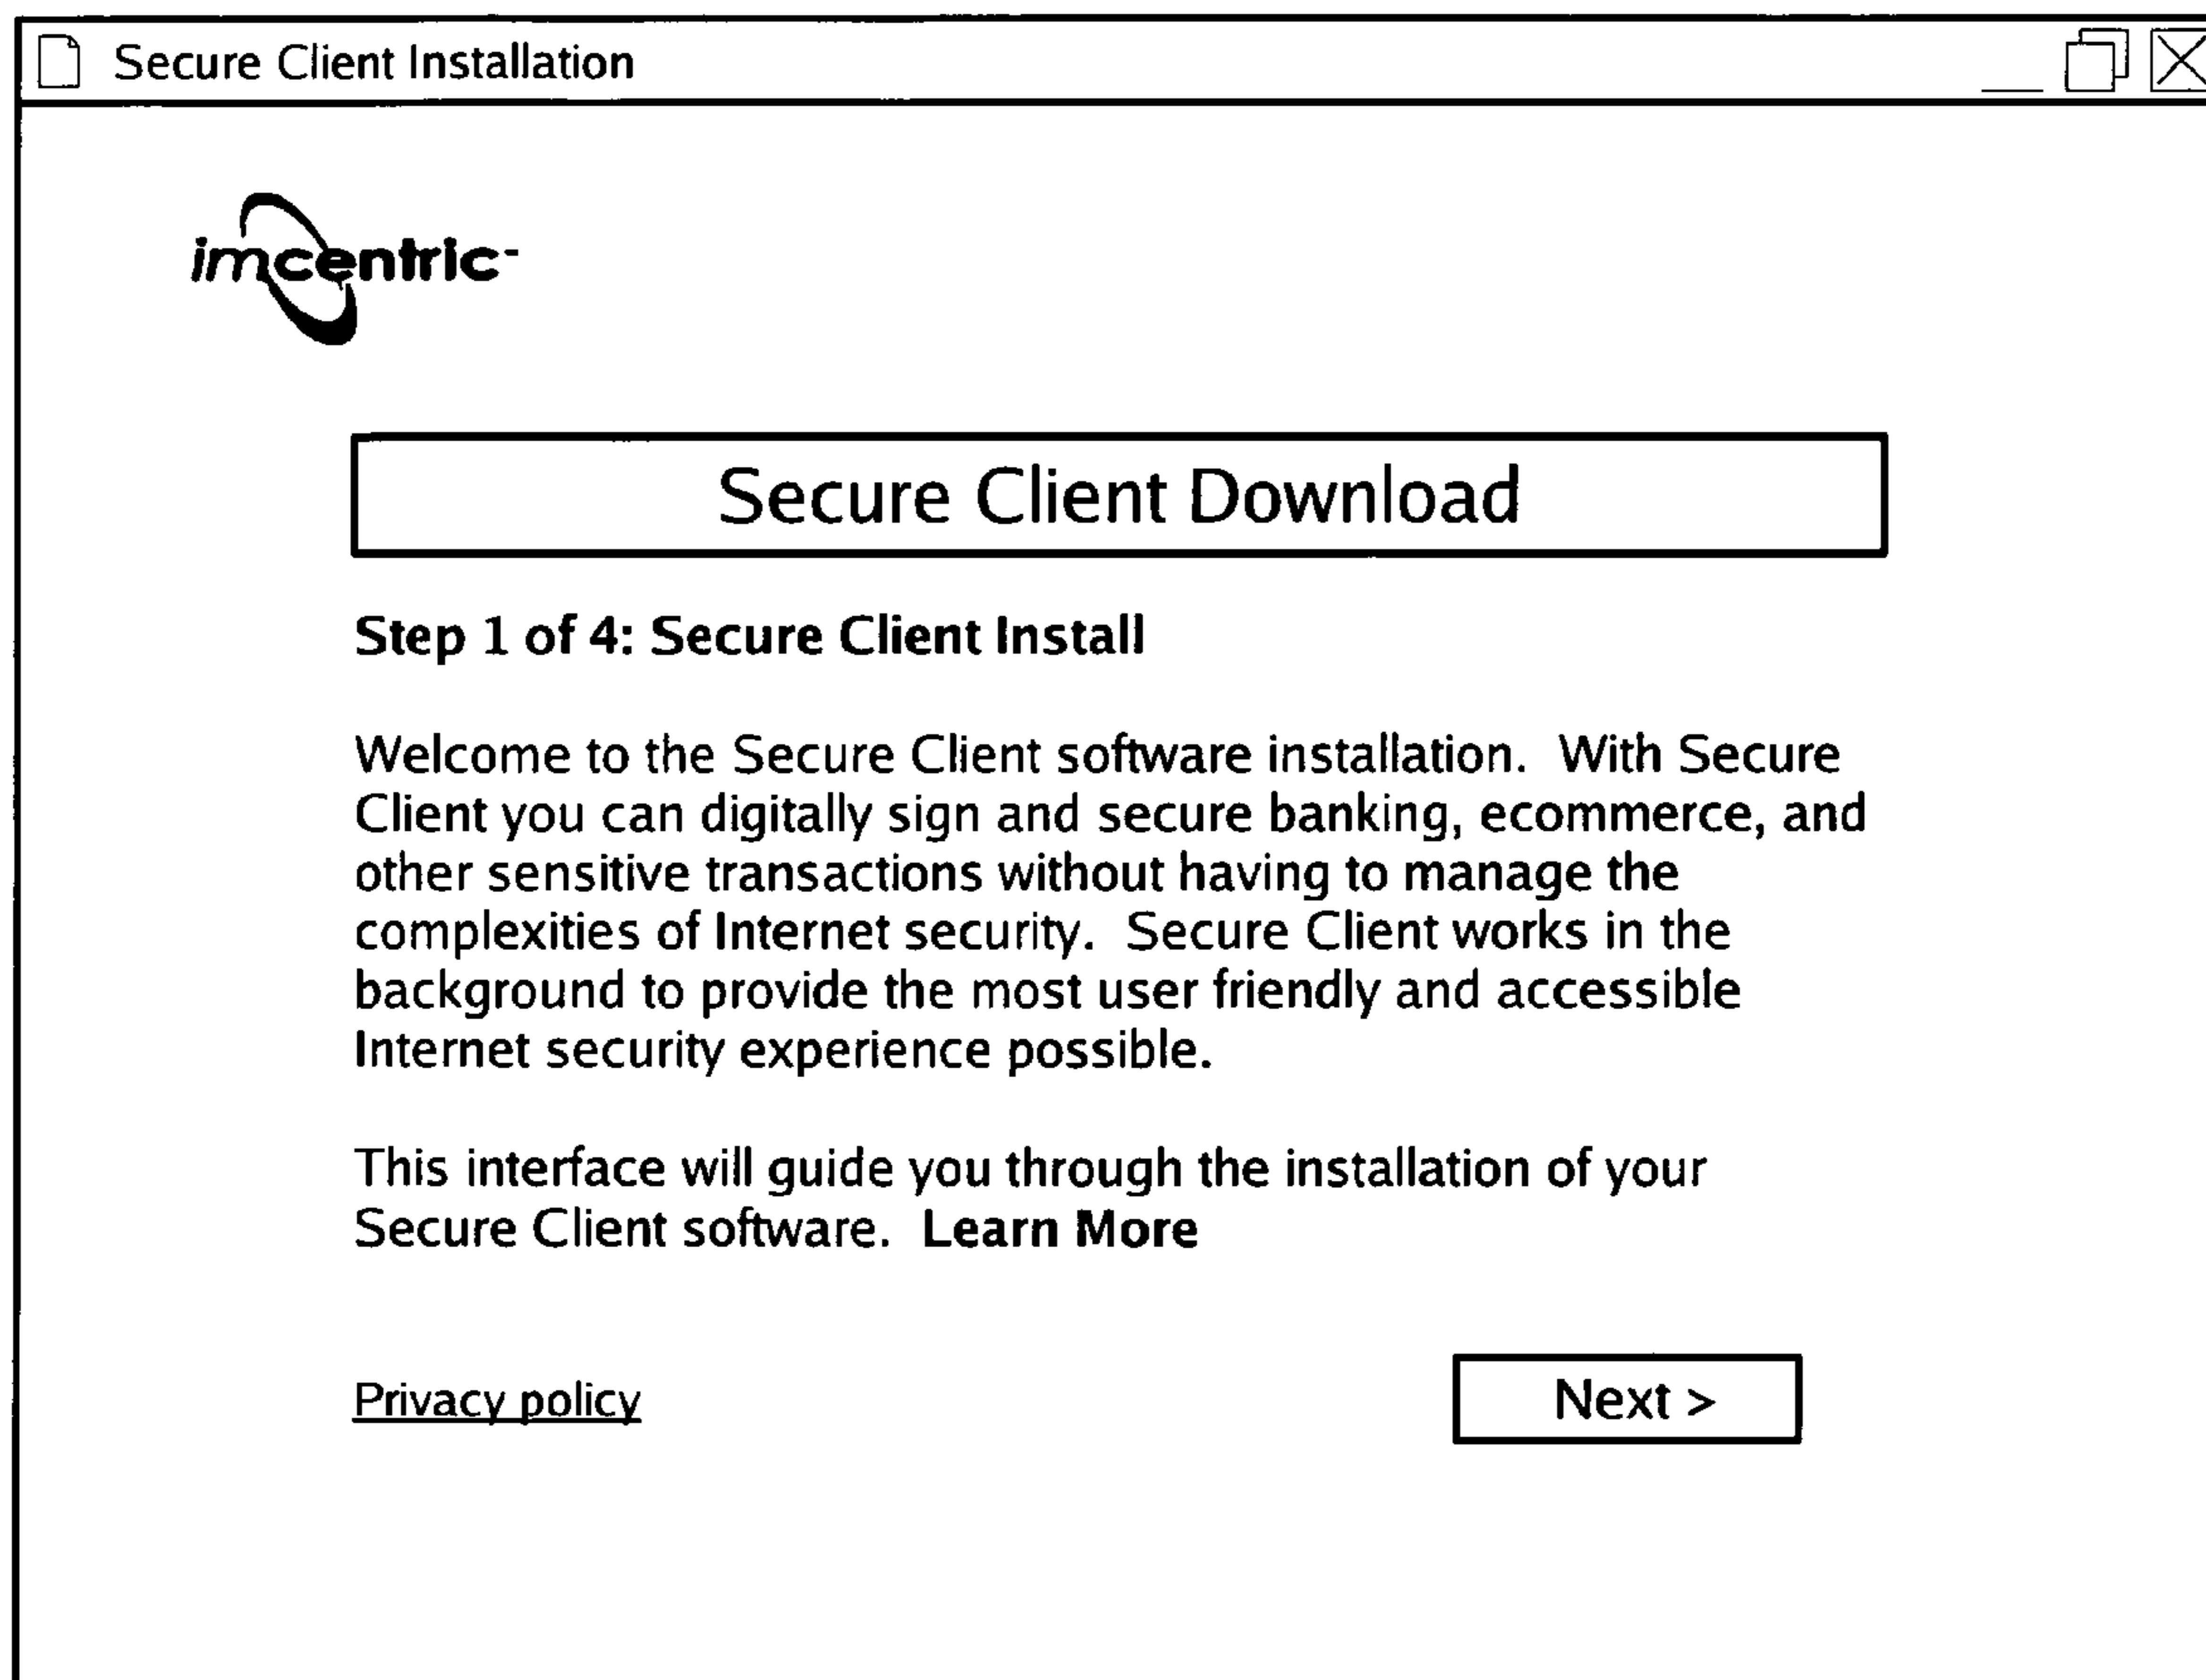 Secure Client Installation
imcentric
Secure Client Download
Step 1 of 4: Secure Client Install
Welcome to the Secure Client software installation.  With Secure
Client you can digitally sign and secure banking, ecommerce, and
other sensitive transactions without having to manage the
complexities of Internet security.  Secure Client works in the
background to provide the most user friendly and accessible
Internet security experience possible.
This interface will guide you through the installation of your
Secure Client software.  Learn More
Privacy policy
Next >